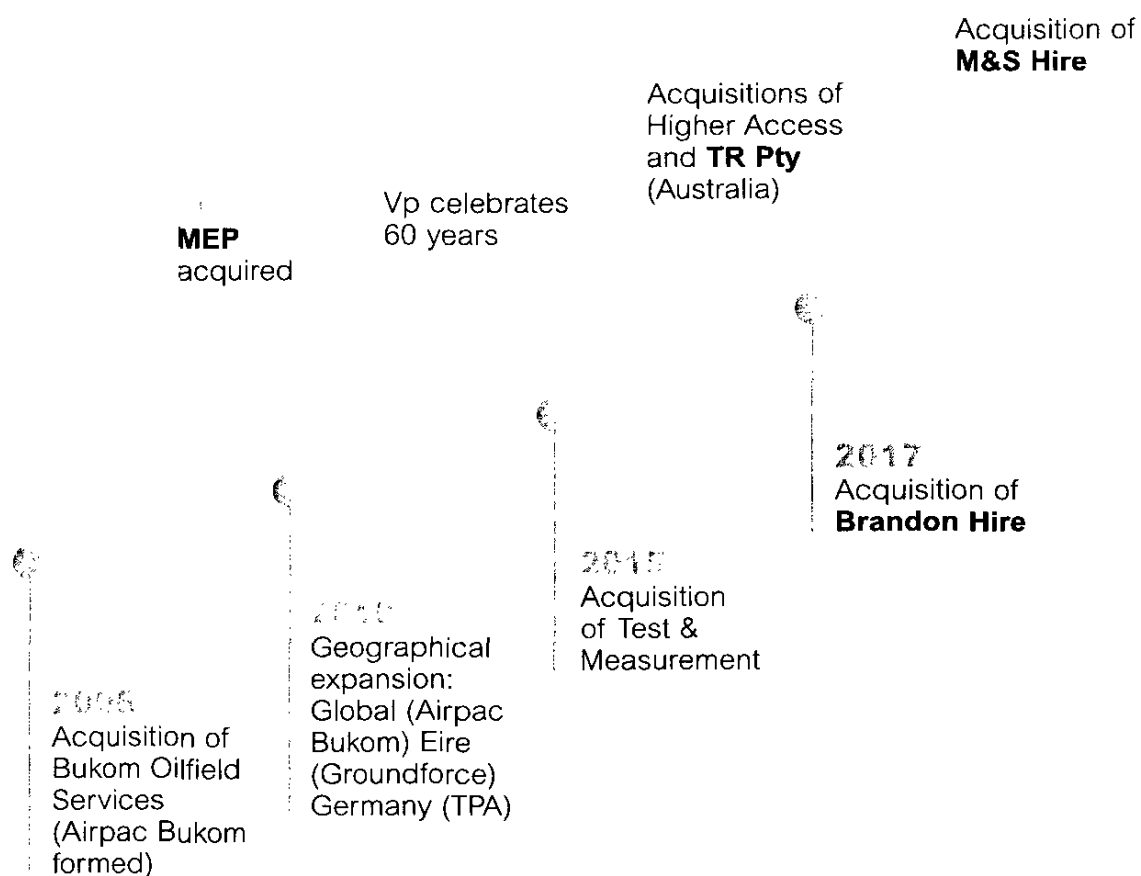 Acquisition of
M&S Hire
Acquisitions of
Higher Access
and TR Pty
(Australia)
Vp celebrates
60 years
MEP
acquired
2017
Acquisition of
Brandon Hire
2015
Acquisition
of Test &
Measurement
Geographical
expansion:
Global (Airpac
Bukom) Eire
(Groundforce)
Germany (TPA)
Acquisition of
Bukom Oilfield
Services
(Airpac Bukom
formed)